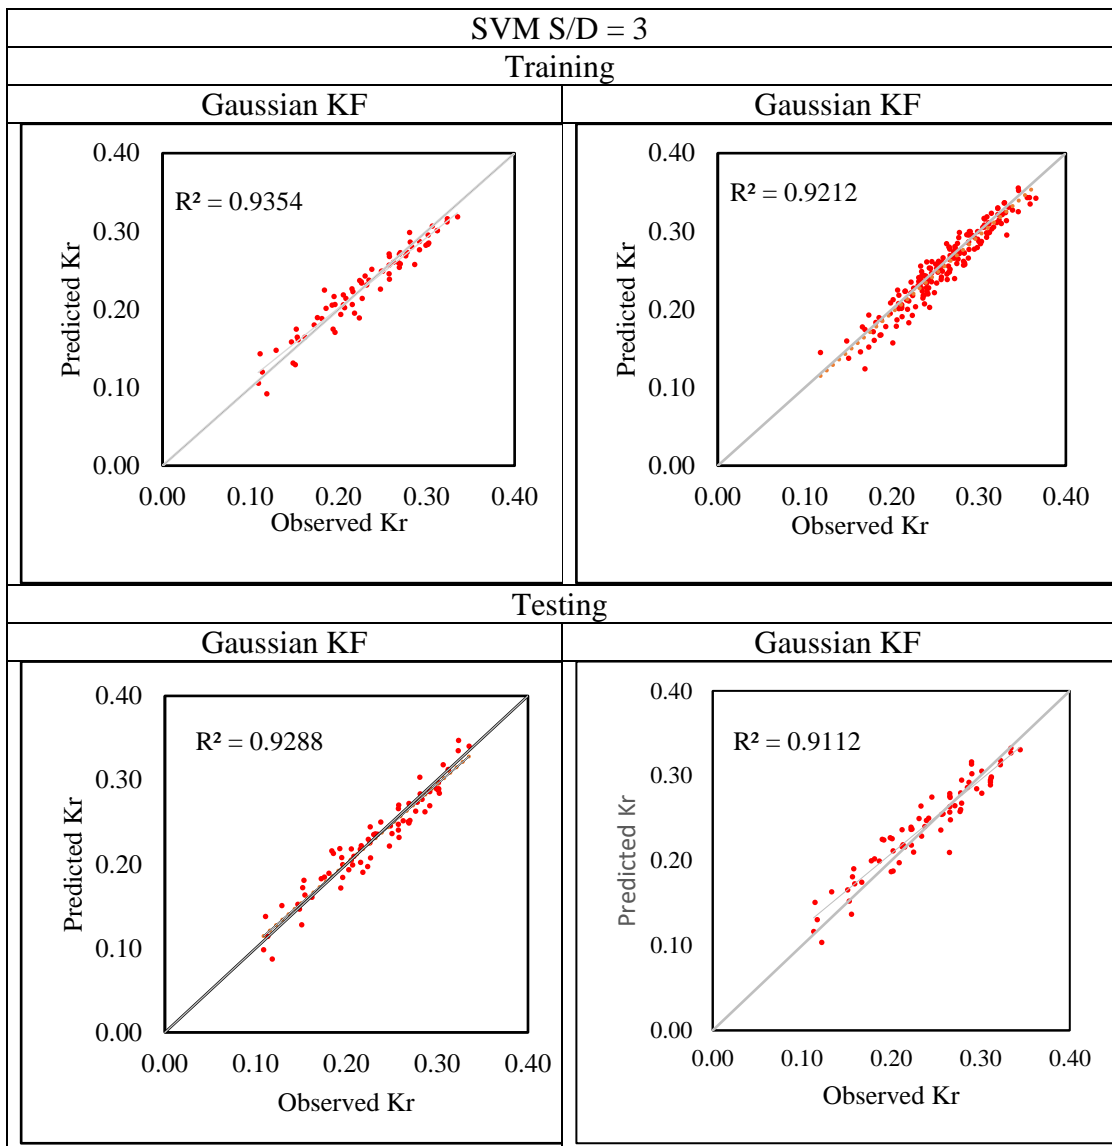 SVM S/D = 3
Training
Gaussian KF
Gaussian KF
0.40
0.30
0.20
0.10
0.00
Predicted Kr
R² = 0.9354
0.00 0.10 0.20 0.30 0.40
Observed Kr
0.40
0.30
0.20
0.10
0.00
Predicted Kr
R² = 0.9212
0.00 0.10 0.20 0.30 0.40
Observed Kr
Testing
Gaussian KF
Gaussian KF
0.40
0.30
0.20
0.10
0.00
Predicted Kr
R² = 0.9288
0.00 0.10 0.20 0.30 0.40
Observed Kr
0.40
0.30
0.20
0.10
0.00
Predicted Kr
R² = 0.9112
0.00 0.10 0.20 0.30 0.40
Observed Kr